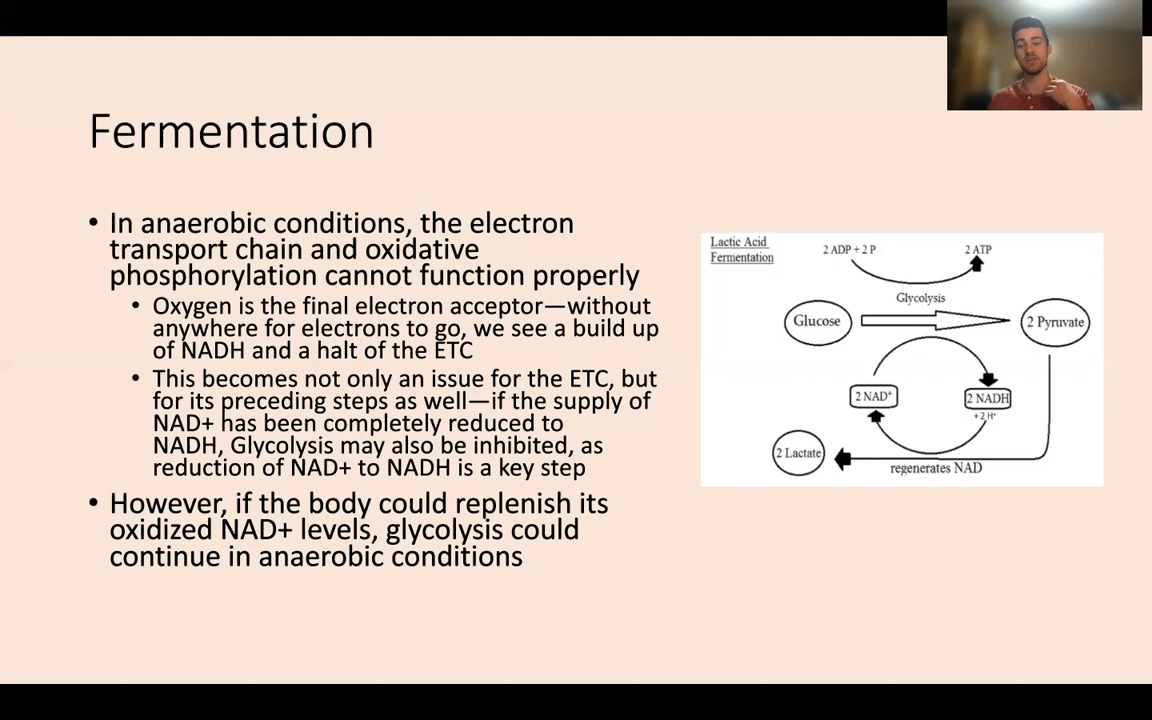 Fermentation
• In anaerobic conditions, the electron
transport chain and oxidative
phosphorylation cannot function properly
• Oxygen is the final electron acceptor—without
anywhere for electrons to go, we see a build up
of NADH and a halt of the ETC
• This becomes not only an issue for the ETC, but
for its preceding steps as well—if the supply of
NAD+ has been completely reduced to
NADH, Glycolysis may also be inhibited, as
reduction of NAD+ to NADH is a key step
• However, if the body could replenish its
oxidized NAD+ levels, glycolysis could
continue in anaerobic conditions
Lactic Acid
Fermentation
2 ADP + 2 P
2 ATP
Glycolysis
Glucose
2 Pyruvate
2 NAD⁺
2 NADH
+ 2 H⁺
2 Lactate
regenerates NAD